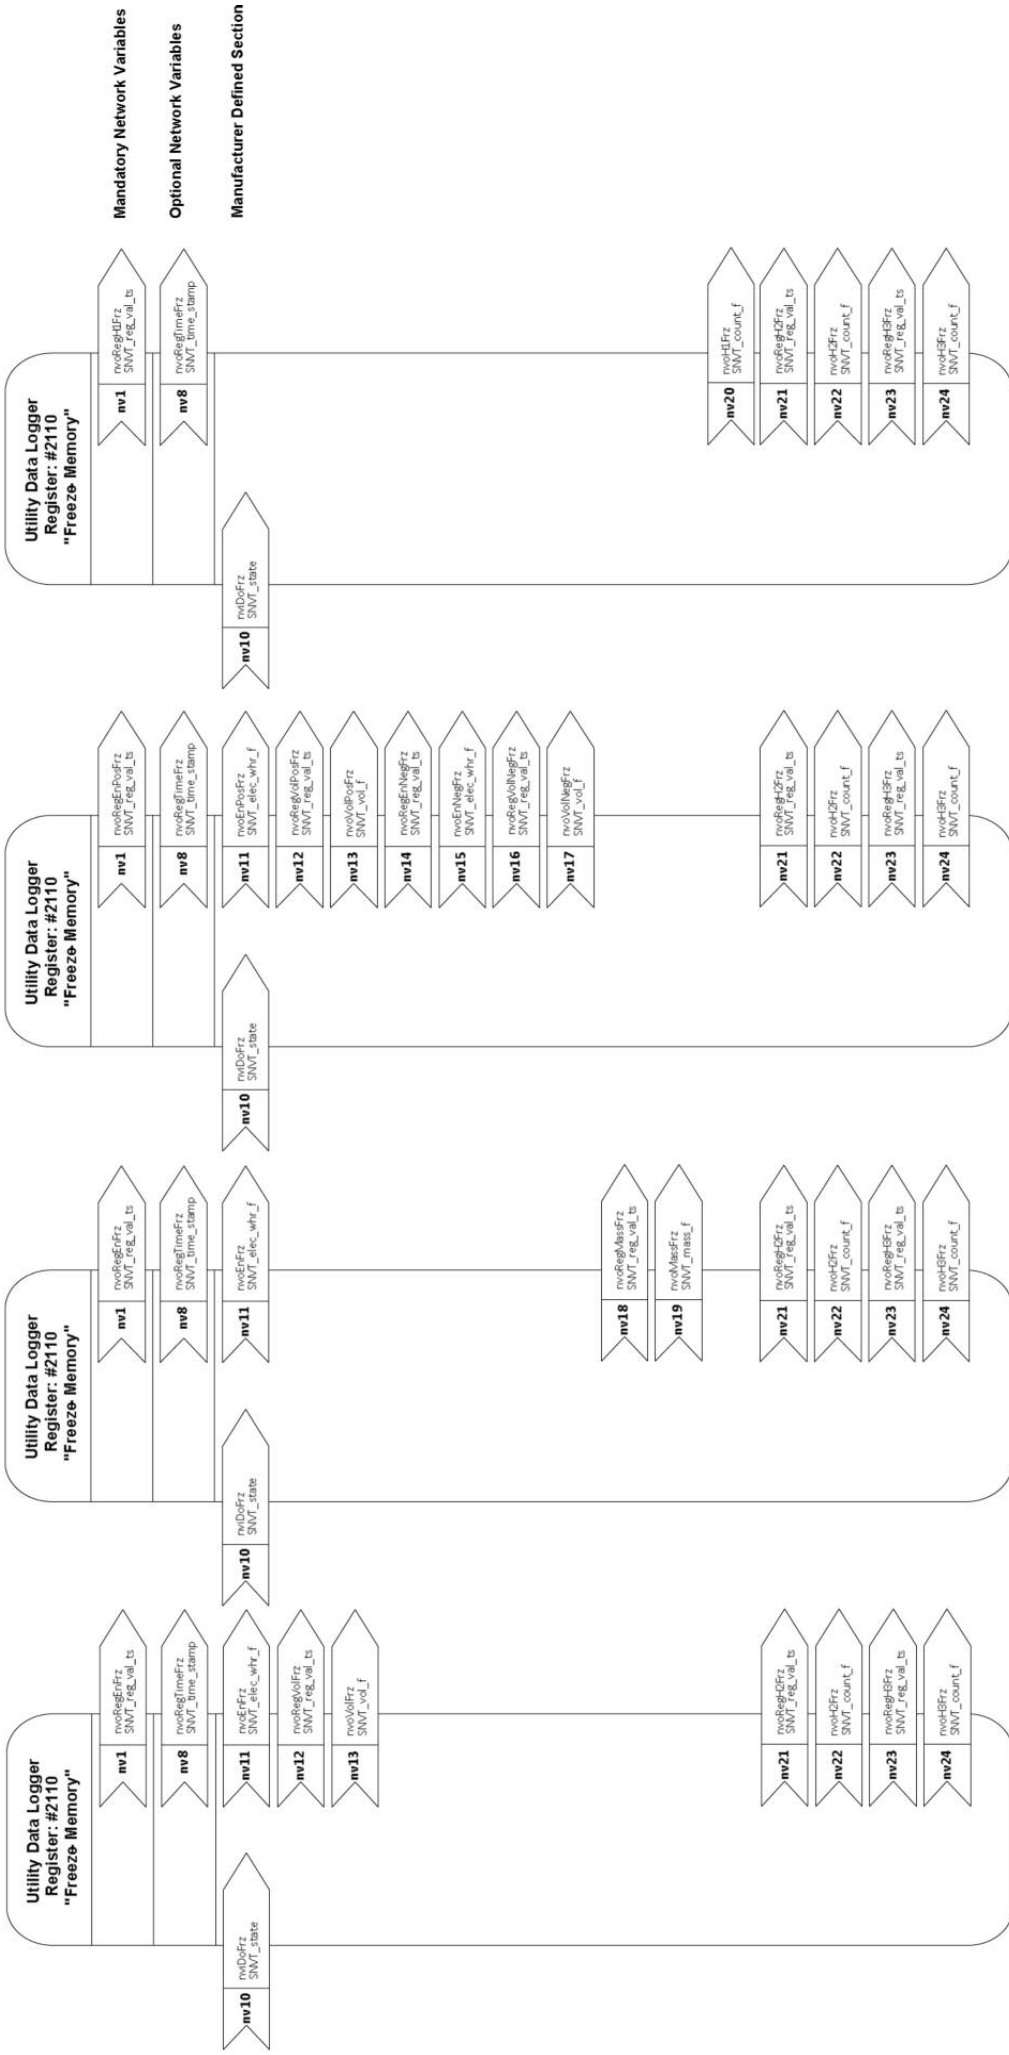 Utility Data Logger
Register: #2110
"Freeze Memory"
nv1
nvoRegEnFrz
SNVT_reg_val_ts
nv8
nvoRegTimeFrz
SNVT_time_stamp
nv10
nviDoFrz
SNVT_state
nv11
nvoEnFrz
SNVT_elec_whr_f
nv12
nvoRegVolFrz
SNVT_reg_val_ts
nv13
nvoVolFrz
SNVT_vol_f
nv21
nvoRegH2Frz
SNVT_reg_val_ts
nv22
nvoH2Frz
SNVT_count_f
nv23
nvoRegH3Frz
SNVT_reg_val_ts
nv24
nvoH3Frz
SNVT_count_f
Utility Data Logger
Register: #2110
"Freeze Memory"
nv1
nvoRegEnFrz
SNVT_reg_val_ts
nv8
nvoRegTimeFrz
SNVT_time_stamp
nv10
nviDoFrz
SNVT_state
nv11
nvoEnFrz
SNVT_elec_whr_f
nv18
nvoRegMassFrz
SNVT_reg_val_ts
nv19
nvoMassFrz
SNVT_mass_f
nv21
nvoRegH2Frz
SNVT_reg_val_ts
nv22
nvoH2Frz
SNVT_count_f
nv23
nvoRegH3Frz
SNVT_reg_val_ts
nv24
nvoH3Frz
SNVT_count_f
Utility Data Logger
Register: #2110
"Freeze Memory"
nv1
nvoRegEnPosFrz
SNVT_reg_val_ts
nv8
nvoRegTimeFrz
SNVT_time_stamp
nv10
nviDoFrz
SNVT_state
nv11
nvoEnPosFrz
SNVT_elec_whr_f
nv12
nvoRegVolPosFrz
SNVT_reg_val_ts
nv13
nvoVolPosFrz
SNVT_vol_f
nv14
nvoRegEnNegFrz
SNVT_reg_val_ts
nv15
nvoEnNegFrz
SNVT_elec_whr_f
nv16
nvoRegVolNegFrz
SNVT_reg_val_ts
nv17
nvoVolNegFrz
SNVT_vol_f
nv21
nvoRegH2Frz
SNVT_reg_val_ts
nv22
nvoH2Frz
SNVT_count_f
nv23
nvoRegH3Frz
SNVT_reg_val_ts
nv24
nvoH3Frz
SNVT_count_f
Utility Data Logger
Register: #2110
"Freeze Memory"
nv1
nvoRegH1Frz
SNVT_reg_val_ts
nv8
nvoRegTimeFrz
SNVT_time_stamp
nv10
nviDoFrz
SNVT_state
nv20
nvoH1Frz
SNVT_count_f
nv21
nvoRegH2Frz
SNVT_reg_val_ts
nv22
nvoH2Frz
SNVT_count_f
nv23
nvoRegH3Frz
SNVT_reg_val_ts
nv24
nvoH3Frz
SNVT_count_f
Mandatory Network Variables
Optional Network Variables
Manufacturer Defined Section